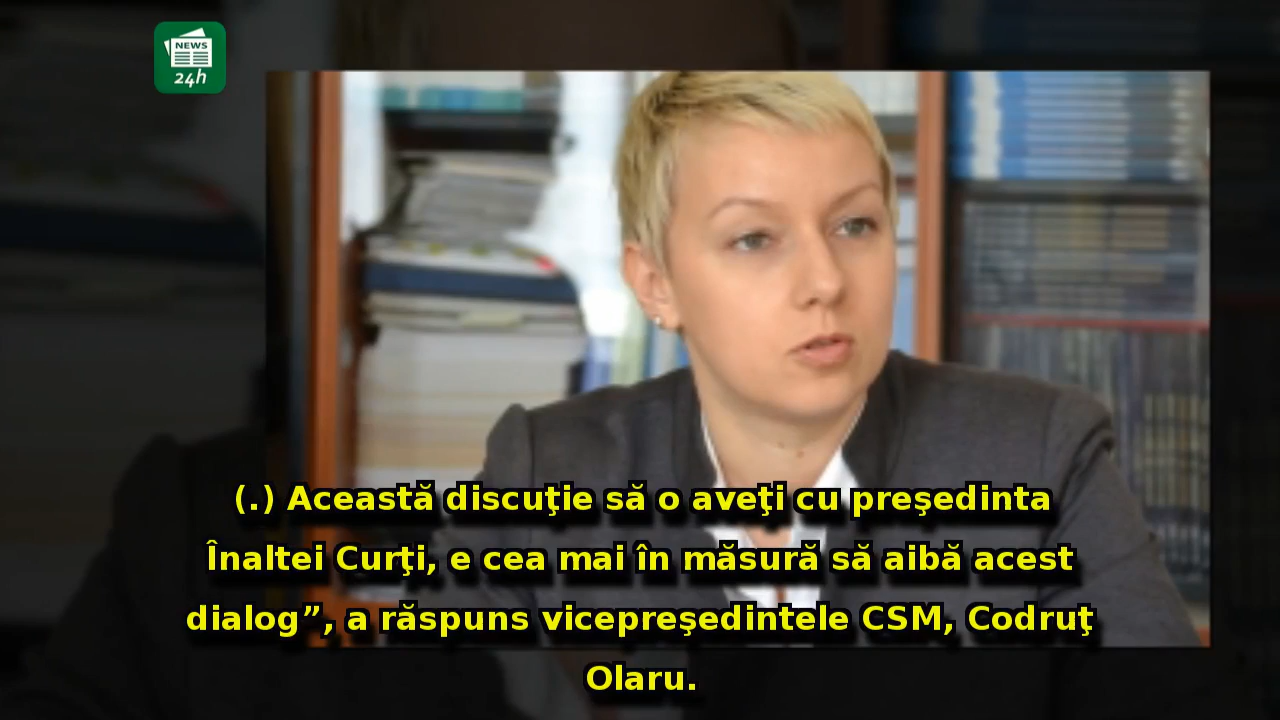 NEWS
24h
(.) Această discuţie să o aveţi cu preşedinta
Înaltei Curţi, e cea mai în măsură să aibă acest
dialog”, a răspuns vicepreşedintele CSM, Codruţ
Olaru.